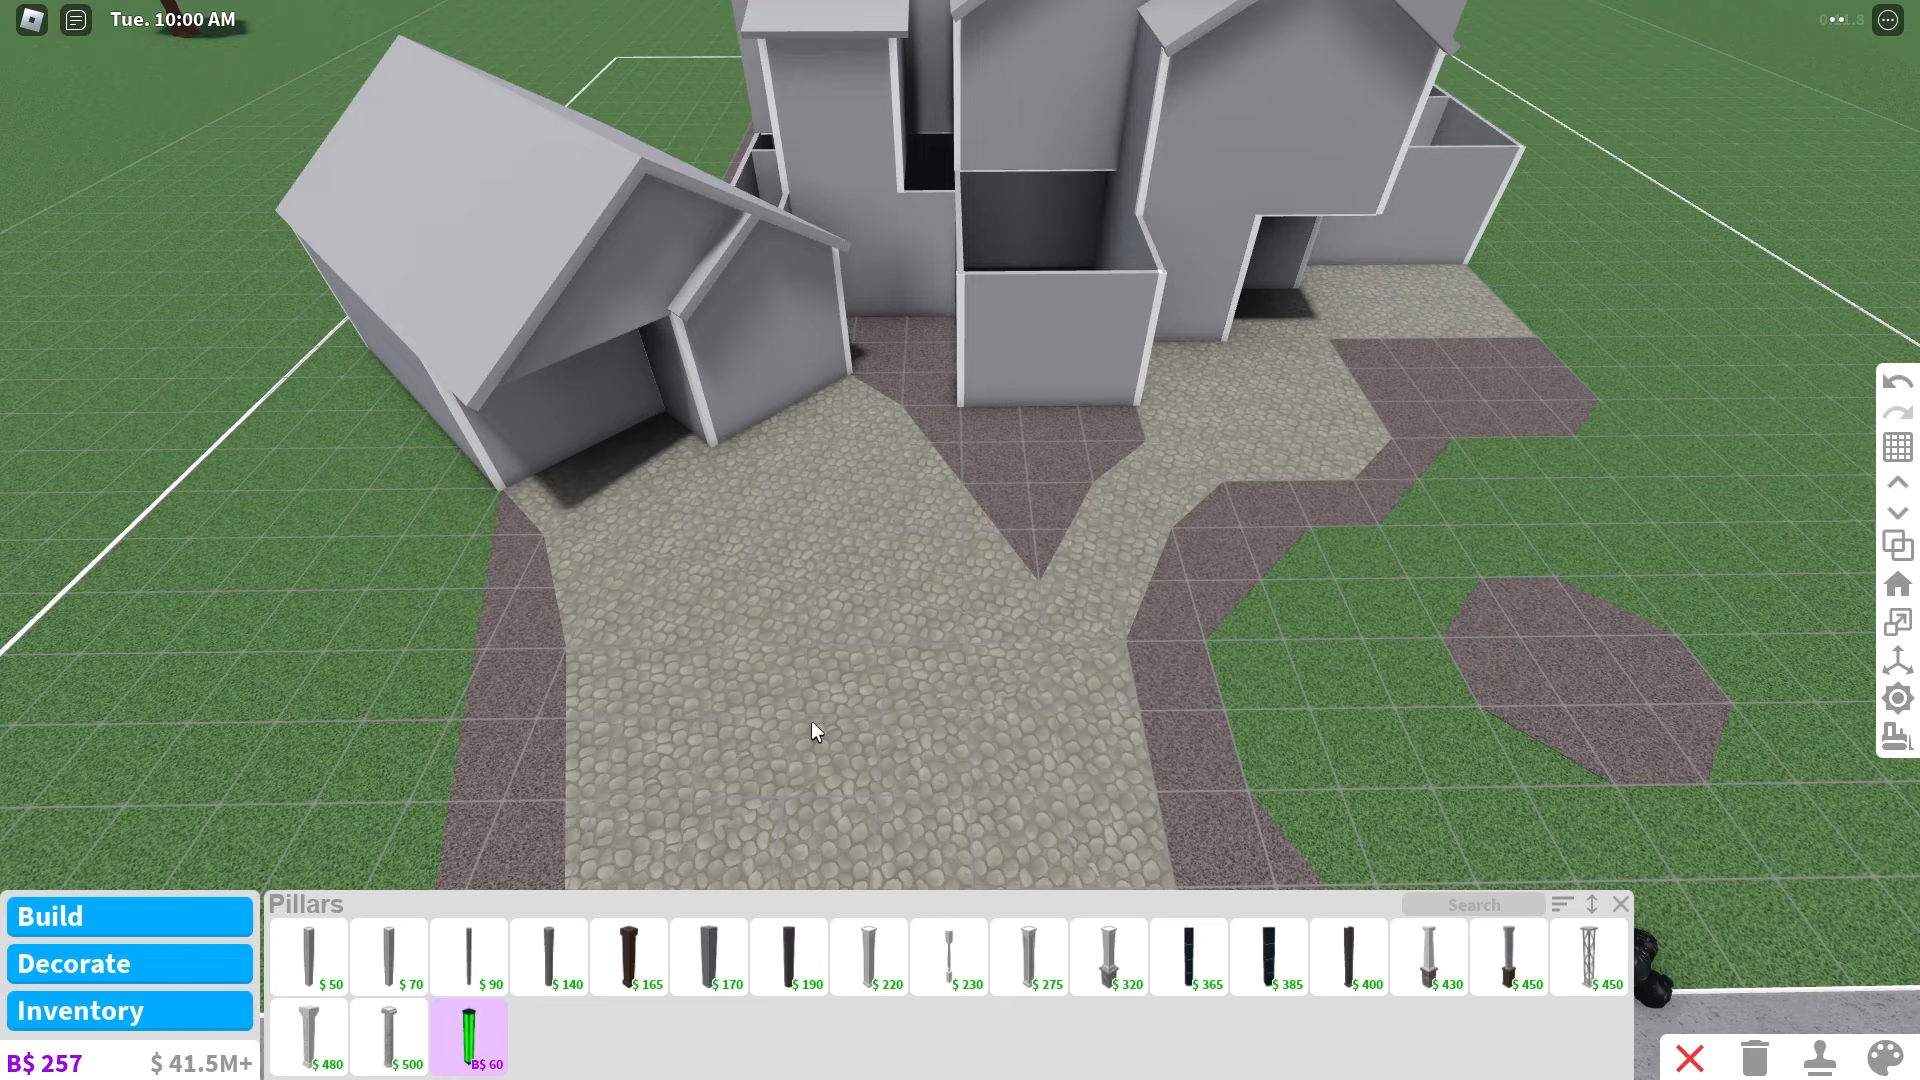 Tue. 10:00 AM
Build
Decorate
Inventory
B$ 257 $ 41.5M+
Pillars
Search
$ 50 $ 70 $ 90 $ 140 $ 165 $ 170 $ 190 $ 220 $ 230 $ 275 $ 320 $ 365 $ 385 $ 400 $ 430 $ 450 $ 450
$ 480 $ 500 B$ 60